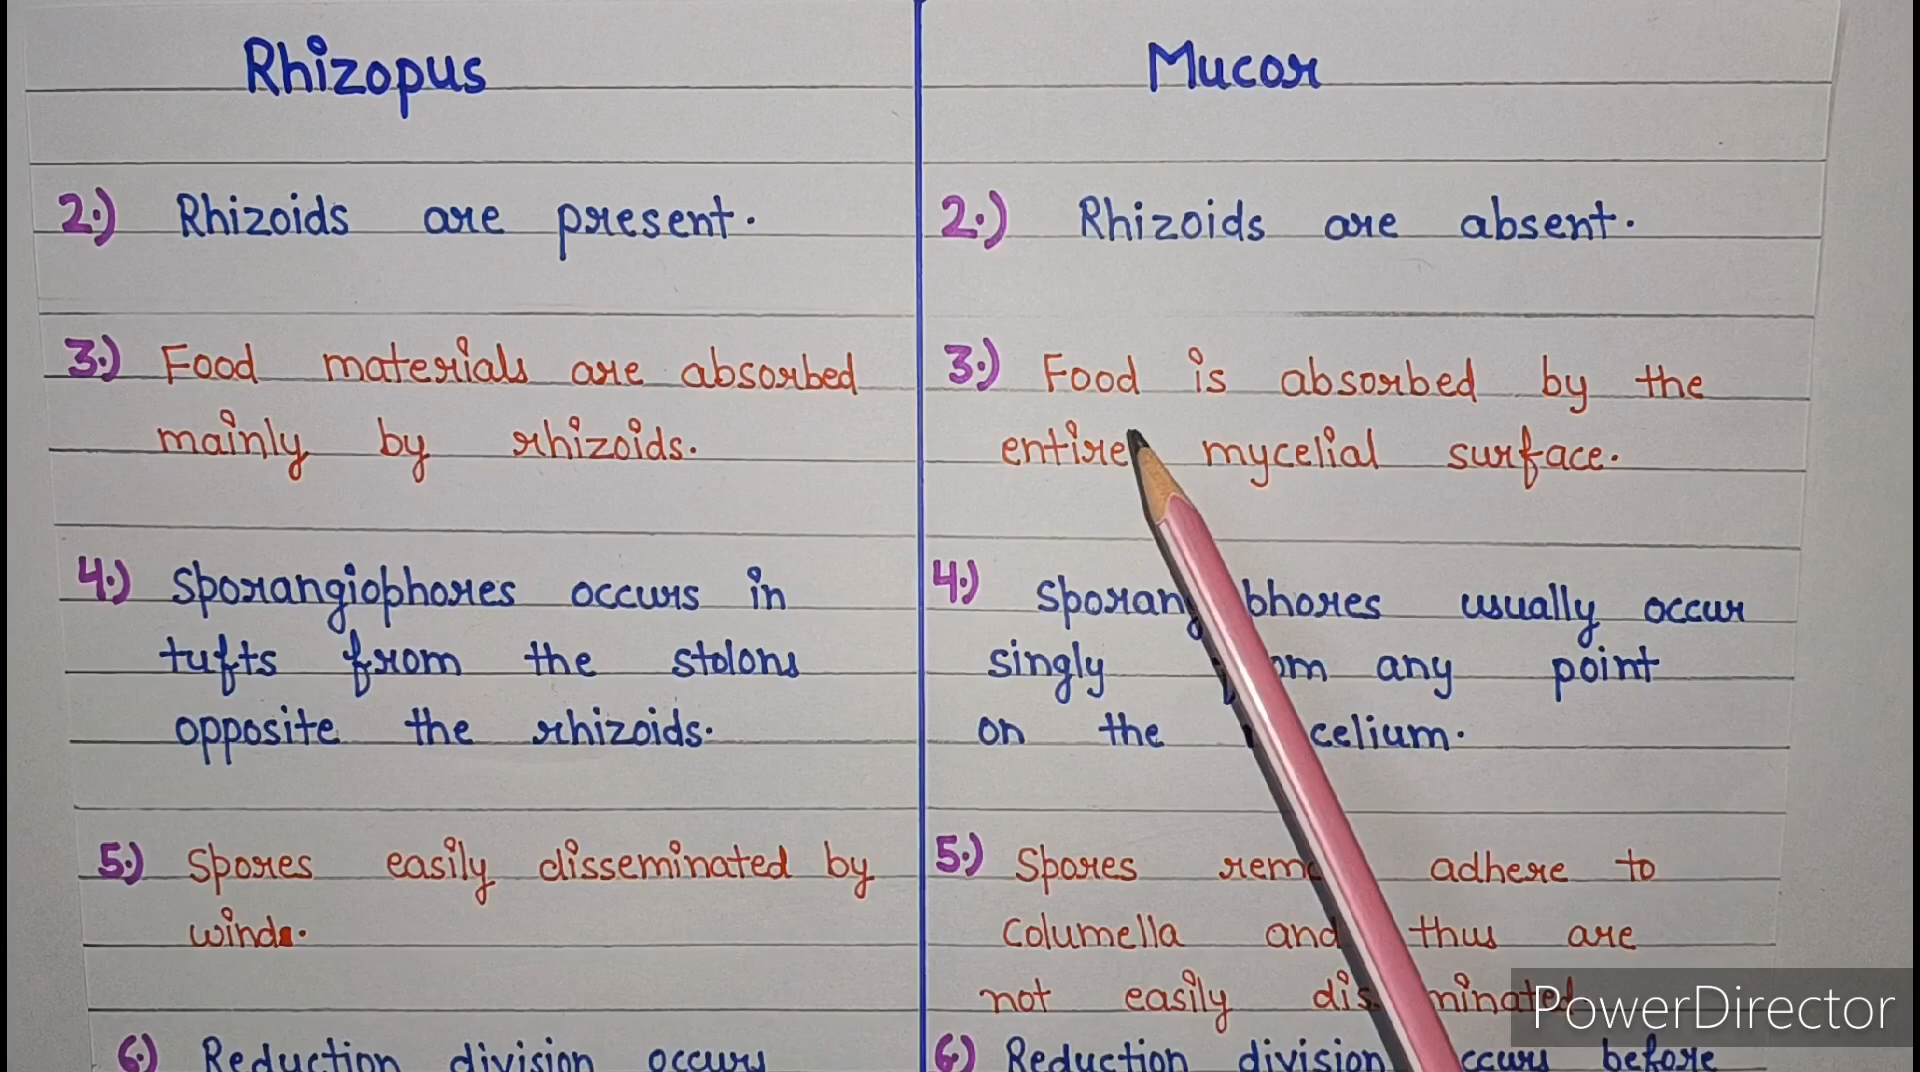 Rhizopus
2.) Rhizoids are present.
3.) Food materials are absorbed
mainly by rhizoids.
4.) Sporangiophores occurs in
tufts from the stolons
opposite the rhizoids.
5.) Spores easily disseminated by
wind.
6.) Reduction division occurs
Mucor
2.) Rhizoids are absent.
3.) Food is absorbed by the
entire mycelial surface.
4.) usually occur
singly any point
on the
5.) Spores adhere to
Columella and thus are
not easily
6.) Reduction division before
PowerDirector